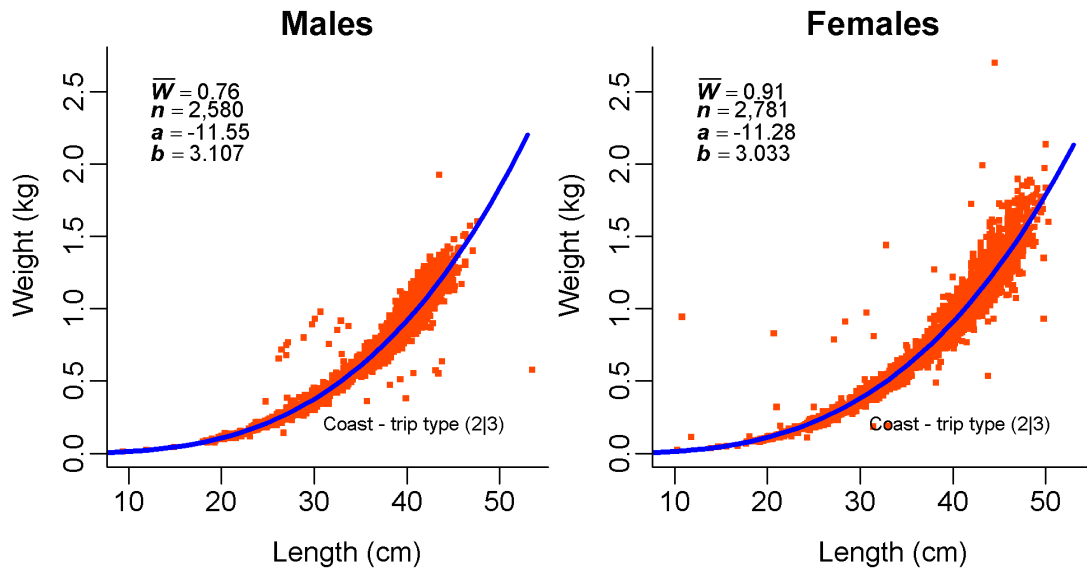 Males
W̅ = 0.76
n = 2,580
a = -11.55
b = 3.107
Weight (kg)
2.5
2.0
1.5
1.0
0.5
0.0
Coast - trip type (2|3)
10 20 30 40 50
Length (cm)
Females
W̅ = 0.91
n = 2,781
a = -11.28
b = 3.033
Weight (kg)
2.5
2.0
1.5
1.0
0.5
0.0
Coast - trip type (2|3)
10 20 30 40 50
Length (cm)